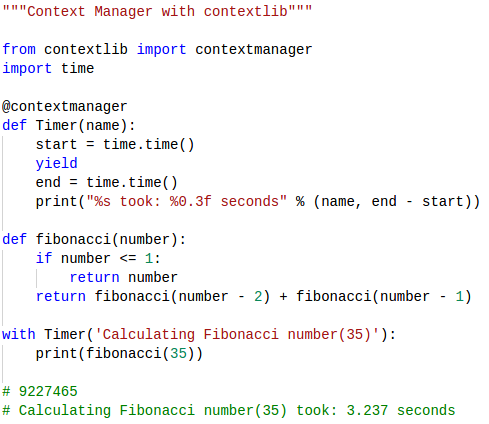 """Context Manager with contextlib"""

from contextlib import contextmanager
import time

@contextmanager
def Timer(name):
    start = time.time()
    yield
    end = time.time()
    print("%s took: %0.3f seconds" % (name, end - start))

def fibonacci(number):
    if number <= 1:
        return number
    return fibonacci(number - 2) + fibonacci(number - 1)

with Timer('Calculating Fibonacci number(35)'):
    print(fibonacci(35))

# 9227465
# Calculating Fibonacci number(35) took: 3.237 seconds